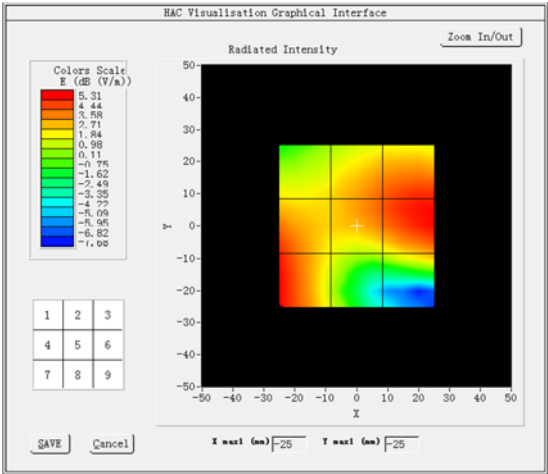 HAC Visualisation Graphical Interface
Zoom In/Out
Radiated Intensity
Colors Scale
E (dB (V/m))
5.31
4.44
3.58
2.71
1.84
0.98
0.11
-0.75
-1.62
-2.49
-3.35
-4.22
-5.09
-5.95
-6.82
-7.68
50
40
30
20
10
0
-10
-20
-30
-40
-50
Y
-50 -40 -30 -20 -10 0 10 20 30 40 50
X
1 2 3
4 5 6
7 8 9
SAVE Qancel X max1 (mm) -25 Y max1 (mm) -25